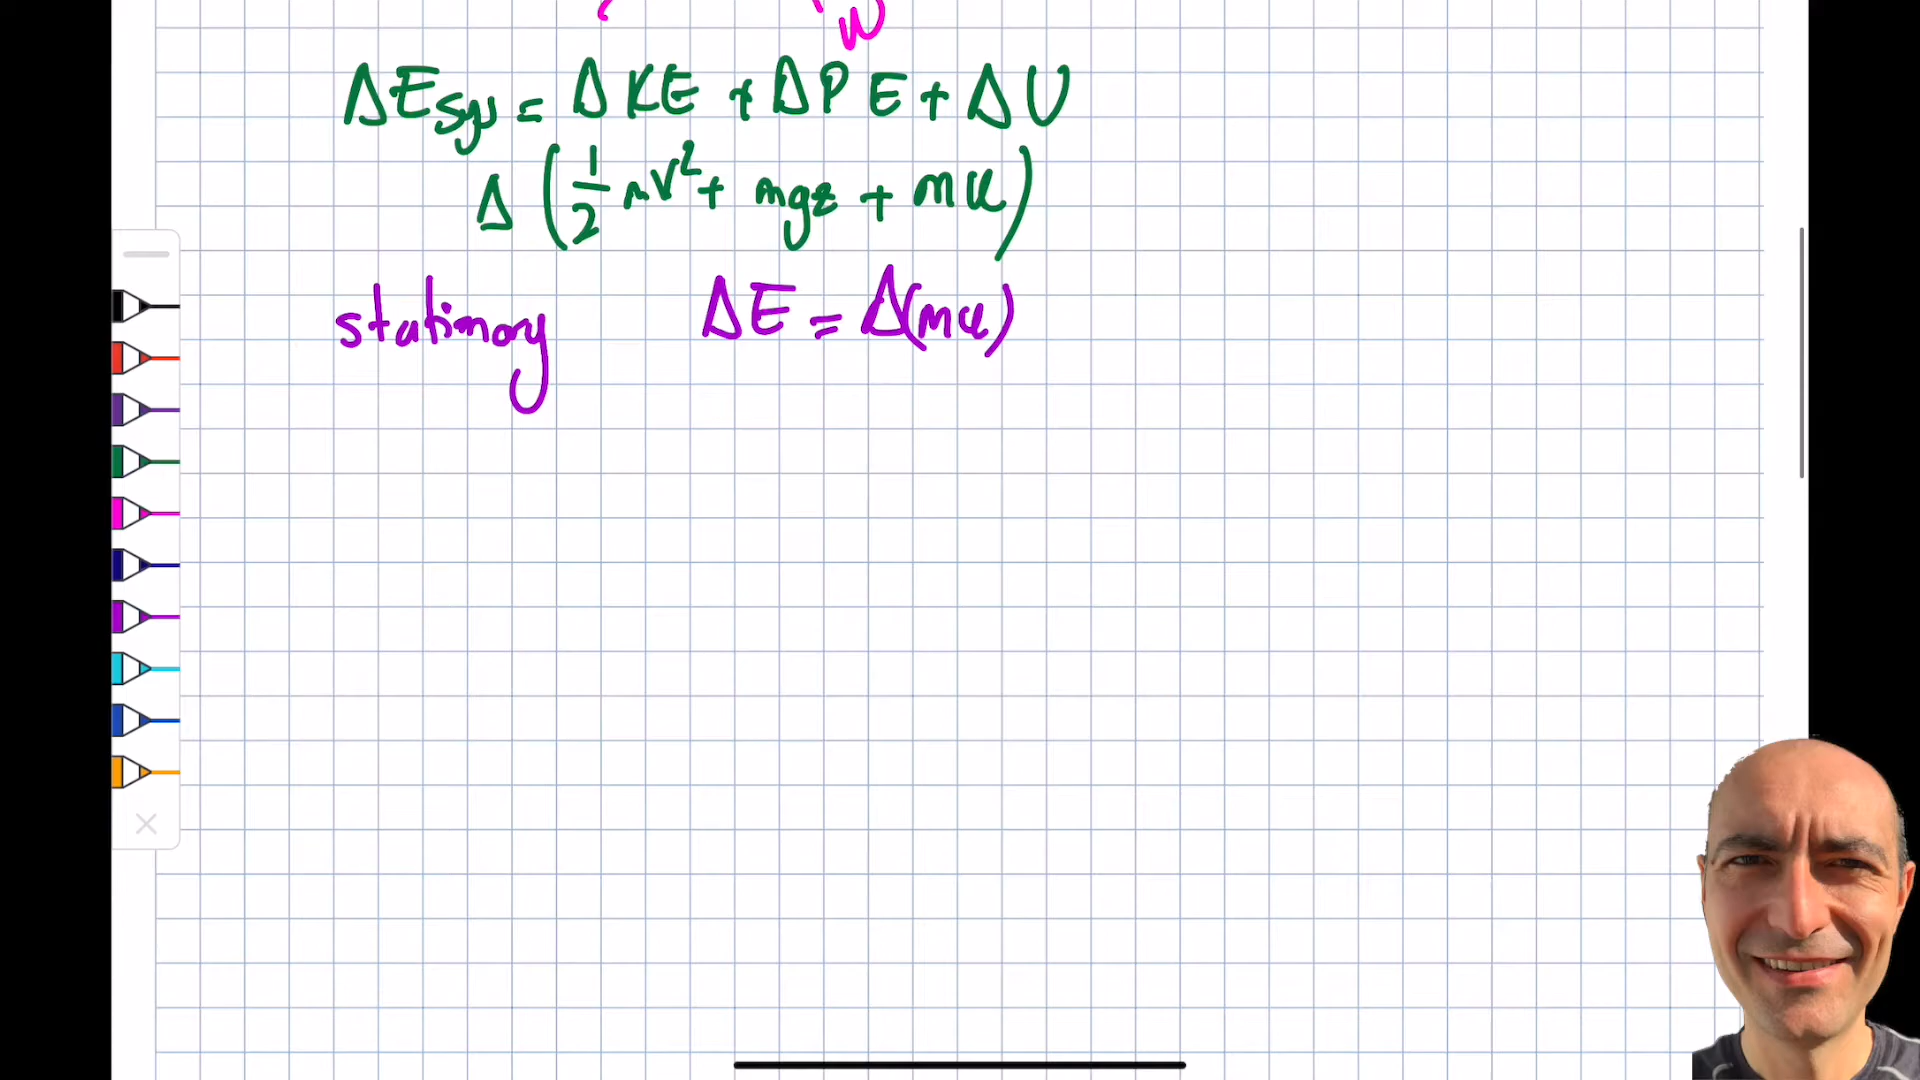 W
ΔEsys = ΔKE + ΔPE + ΔU
Δ (1/2 mV² + mgz + mu)
stationary ΔE = Δ(mu)